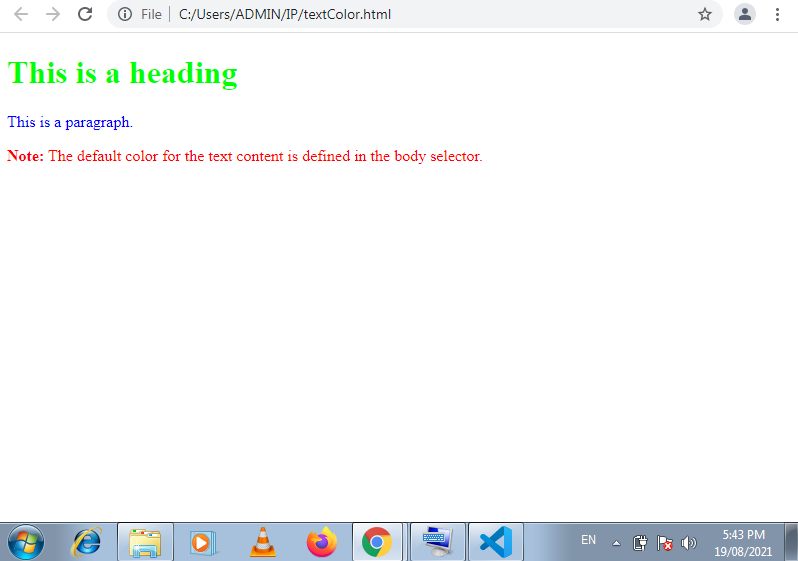 File C:/Users/ADMIN/IP/textColor.html
This is a heading
This is a paragraph.
Note: The default color for the text content is defined in the body selector.
EN
5:43 PM
19/08/2021